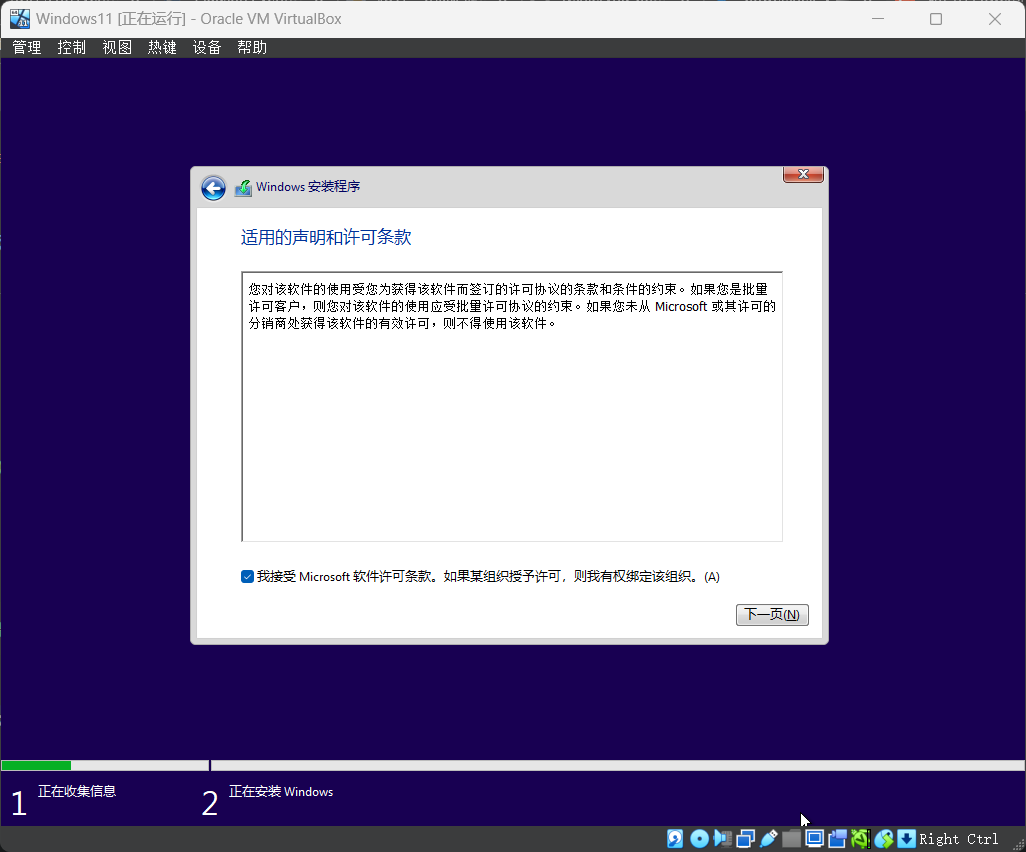 Windows11 [正在运行] - Oracle VM VirtualBox
管理 控制 视图 热键 设备 帮助
Windows 安装程序
适用的声明和许可条款
您对该软件的使用受您为获得该软件而签订的许可协议的条款和条件的约束。如果您是批量
许可客户，则您对该软件的使用应受批量许可协议的约束。如果您未从 Microsoft 或其许可的
分销商处获得该软件的有效许可，则不得使用该软件。
我接受 Microsoft 软件许可条款。如果某组织授予许可，则我有权绑定该组织。(A)
下一页(N)
1 正在收集信息
2 正在安装 Windows
Right Ctrl